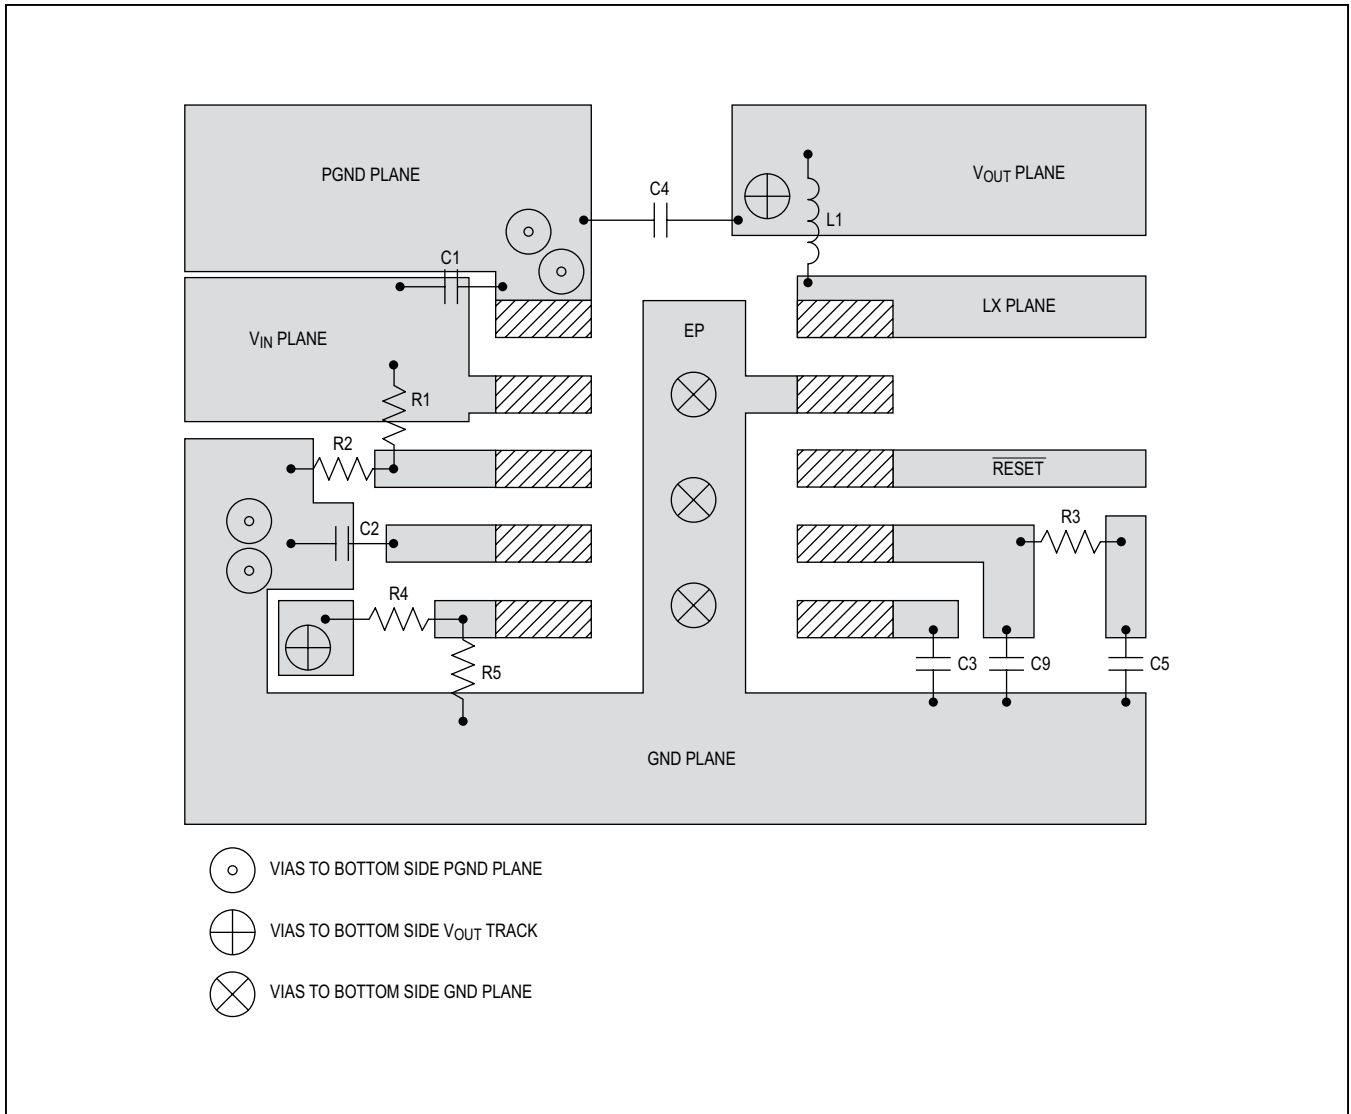 PGND PLANE
VOUT PLANE
C4
L1
C1
LX PLANE
VIN PLANE
EP
R1
R2
RESET
R3
C2
R4
R5
C3
C9
C5
GND PLANE
VIAS TO BOTTOM SIDE PGND PLANE
VIAS TO BOTTOM SIDE VOUT TRACK
VIAS TO BOTTOM SIDE GND PLANE